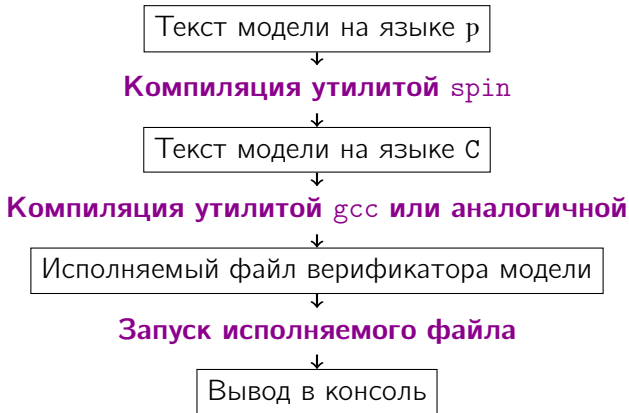 Текст модели на языке p
Компиляция утилитой spin
Текст модели на языке C
Компиляция утилитой gcc или аналогичной
Исполняемый файл верификатора модели
Запуск исполняемого файла
Вывод в консоль